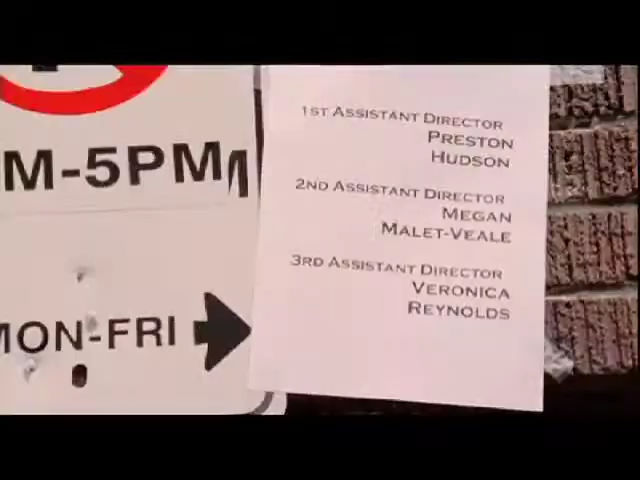 M-5PM
MON-FRI
1ST ASSISTANT DIRECTOR
PRESTON
HUDSON
2ND ASSISTANT DIRECTOR
MEGAN
MALET-VEALE
3RD ASSISTANT DIRECTOR
VERONICA
REYNOLDS